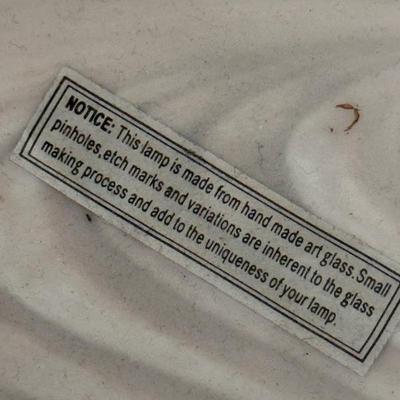 NOTICE: This lamp is made from hand made art glass. Small
pinholes, etch marks and variations are inherent to the glass
making process and add to the uniqueness of your lamp.